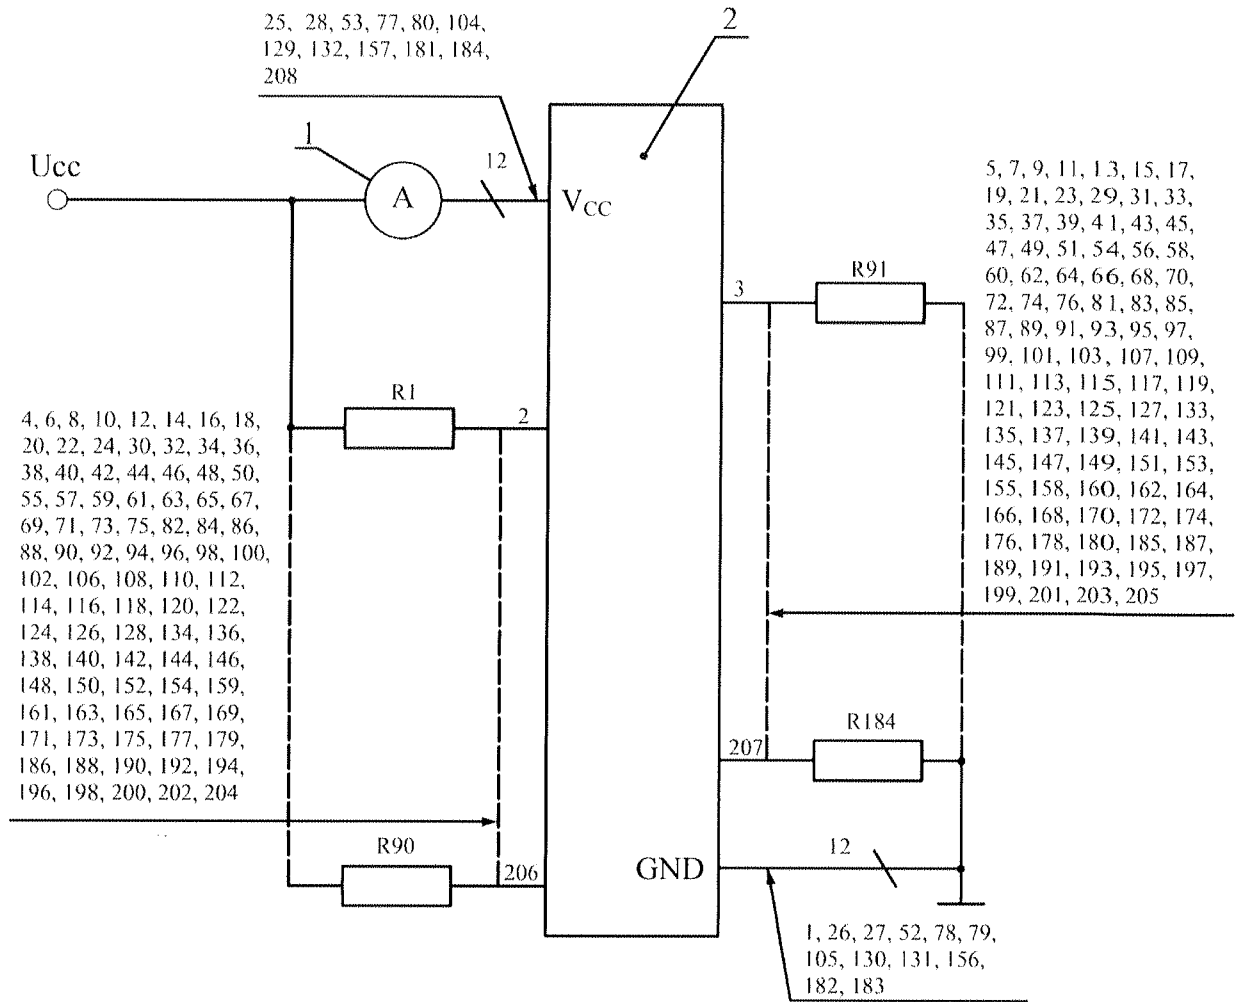 25, 28, 53, 77, 80, 104,
129, 132, 157, 181, 184,
208
2
1
12
Ucc
A
VCC
5, 7, 9, 11, 13, 15, 17,
19, 21, 23, 29, 31, 33,
35, 37, 39, 41, 43, 45,
47, 49, 51, 54, 56, 58,
60, 62, 64, 66, 68, 70,
72, 74, 76, 81, 83, 85,
87, 89, 91, 93, 95, 97,
99, 101, 103, 107, 109,
111, 113, 115, 117, 119,
121, 123, 125, 127, 133,
135, 137, 139, 141, 143,
145, 147, 149, 151, 153,
155, 158, 160, 162, 164,
166, 168, 170, 172, 174,
176, 178, 180, 185, 187,
189, 191, 193, 195, 197,
199, 201, 203, 205
3
R91
R1
2
4, 6, 8, 10, 12, 14, 16, 18,
20, 22, 24, 30, 32, 34, 36,
38, 40, 42, 44, 46, 48, 50,
55, 57, 59, 61, 63, 65, 67,
69, 71, 73, 75, 82, 84, 86,
88, 90, 92, 94, 96, 98, 100,
102, 106, 108, 110, 112,
114, 116, 118, 120, 122,
124, 126, 128, 134, 136,
138, 140, 142, 144, 146,
148, 150, 152, 154, 159,
161, 163, 165, 167, 169,
171, 173, 175, 177, 179,
186, 188, 190, 192, 194,
196, 198, 200, 202, 204
207
R184
R90
206
GND
12
1, 26, 27, 52, 78, 79,
105, 130, 131, 156,
182, 183